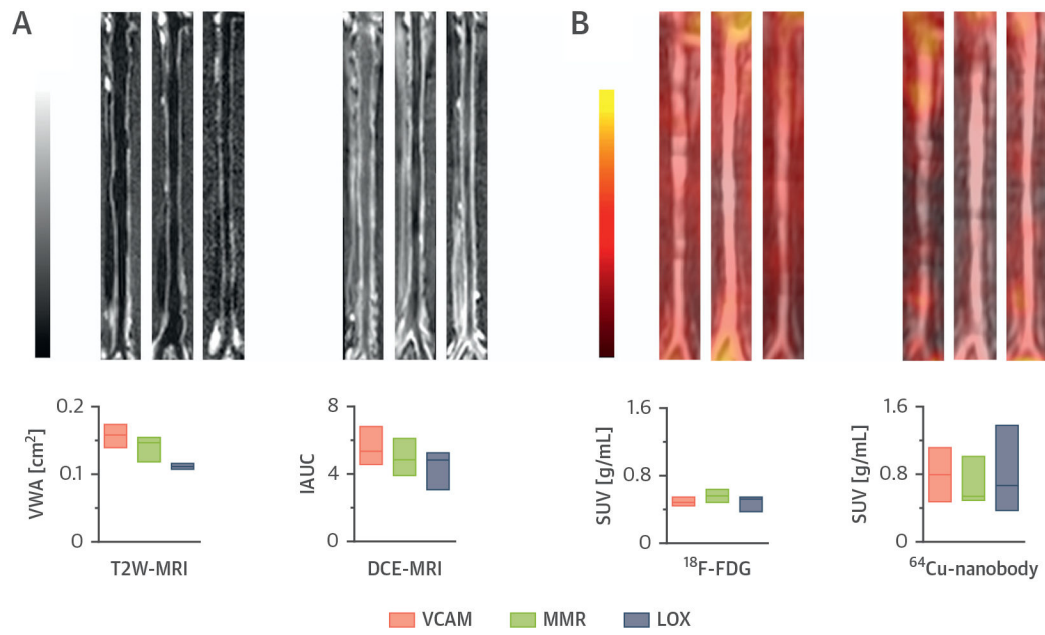 A
B
0.2
0.1
0
VWA [cm²]
T2W-MRI
8
4
0
IAUC
DCE-MRI
1.6
0.8
0
SUV [g/mL]
¹⁸F-FDG
1.6
0.8
0
SUV [g/mL]
⁶⁴Cu-nanobody
VCAM MMR LOX